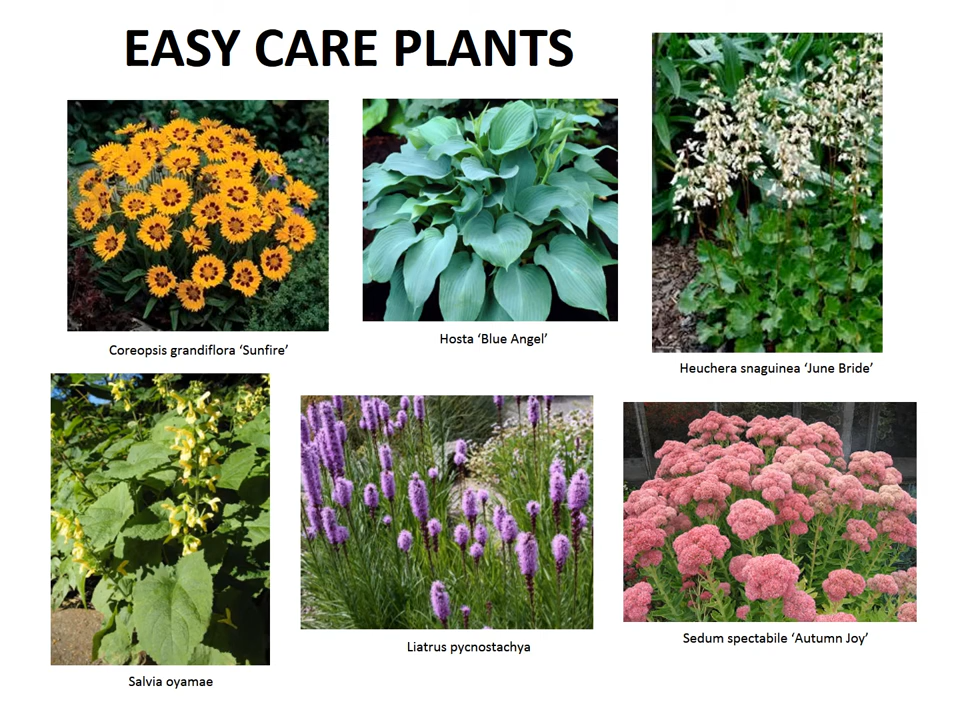 EASY CARE PLANTS
Coreopsis grandiflora ‘Sunfire’
Hosta ‘Blue Angel’
Heuchera snaguinea ‘June Bride’
Salvia oyamae
Liatrus pycnostachya
Sedum spectabile ‘Autumn Joy’